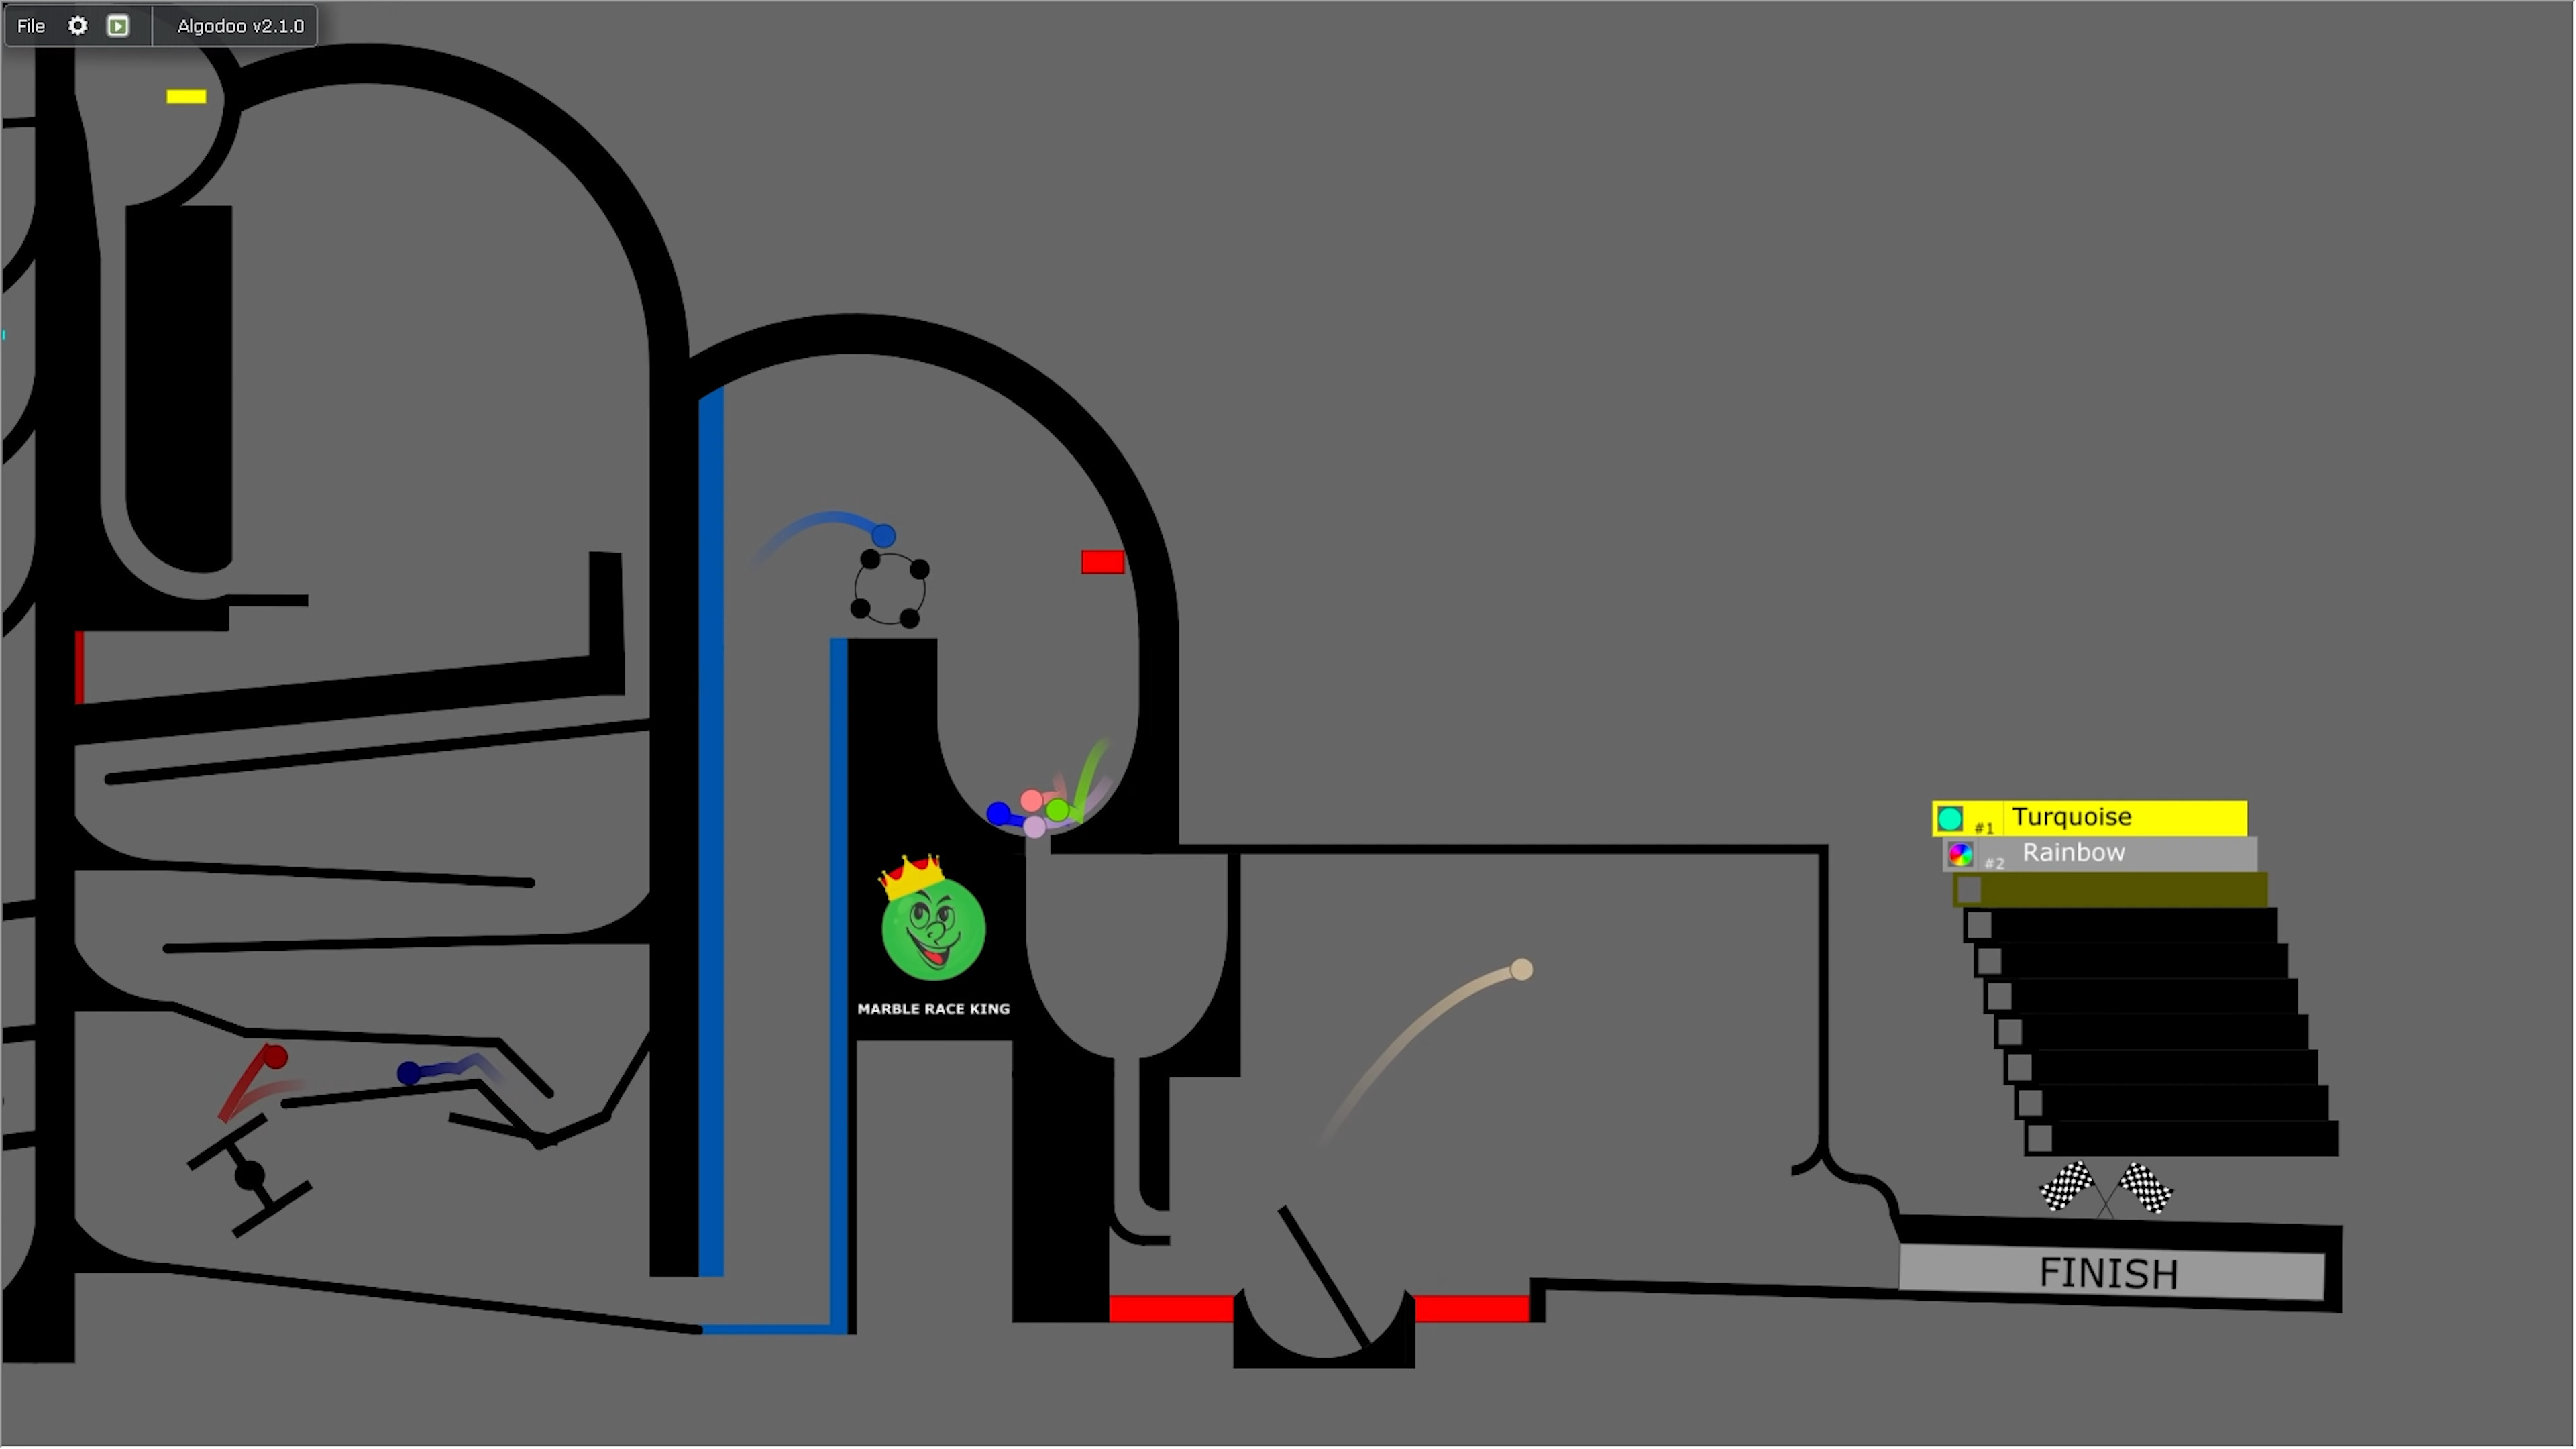 File
Algodoo v2.1.0
#1 Turquoise
#2 Rainbow
MARBLE RACE KING
FINISH